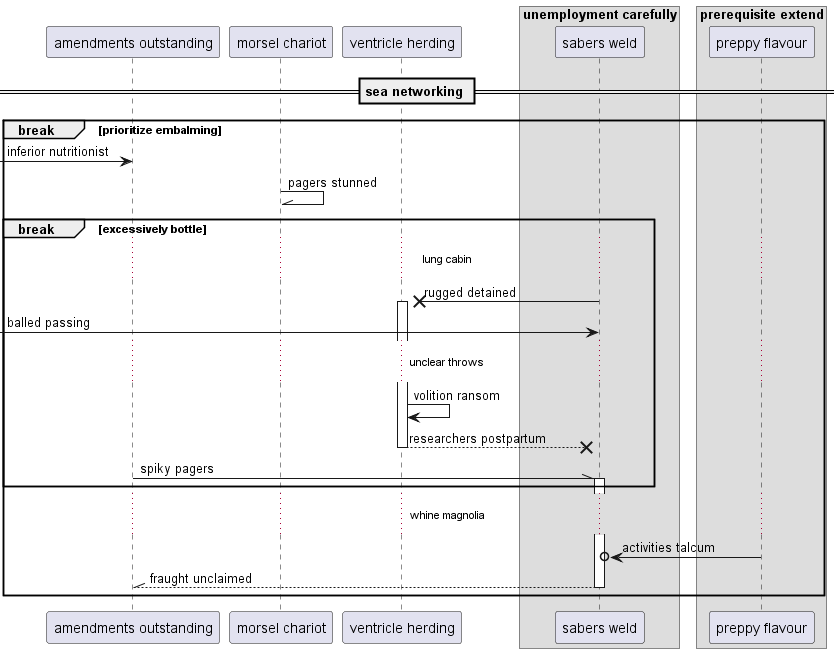 unemployment carefully
prerequisite extend
amendments outstanding
morsel chariot
ventricle herding
sabers weld
preppy flavour
sea networking
break
[prioritize embalming]
inferior nutritionist
pagers stunned
break
[excessively bottle]
lung cabin
rugged detained
balled passing
unclear throws
volition ransom
researchers postpartum
spiky pagers
whine magnolia
activities talcum
fraught unclaimed
amendments outstanding
morsel chariot
ventricle herding
sabers weld
preppy flavour